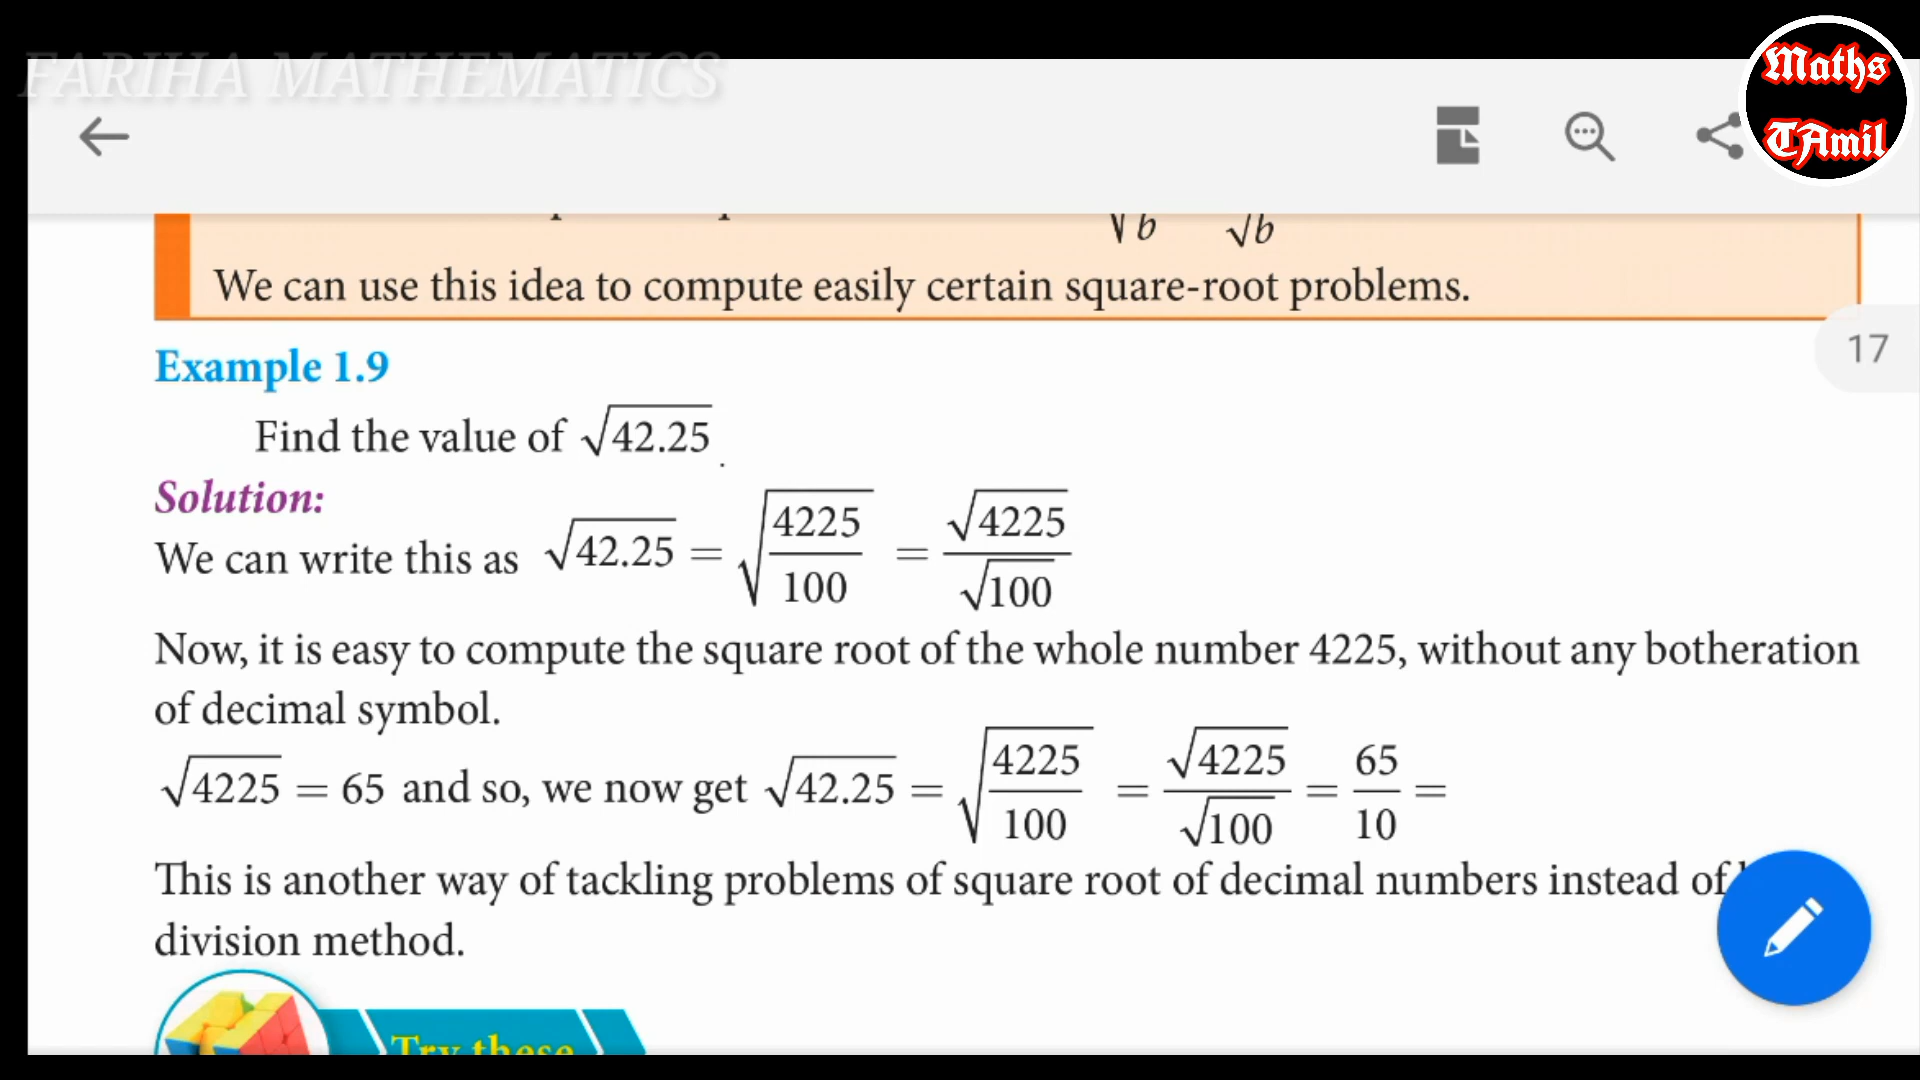 FARIHA MATHEMATICS
Maths
TAmil
√b √b
We can use this idea to compute easily certain square-root problems.
17
Example 1.9
Find the value of √42.25 .
Solution:
We can write this as √42.25 = √(4225/100) = √4225/√100
Now, it is easy to compute the square root of the whole number 4225, without any botheration
of decimal symbol.
√4225 = 65 and so, we now get √42.25 = √(4225/100) = √4225/√100 = 65/10 =
This is another way of tackling problems of square root of decimal numbers instead of
division method.
Try these